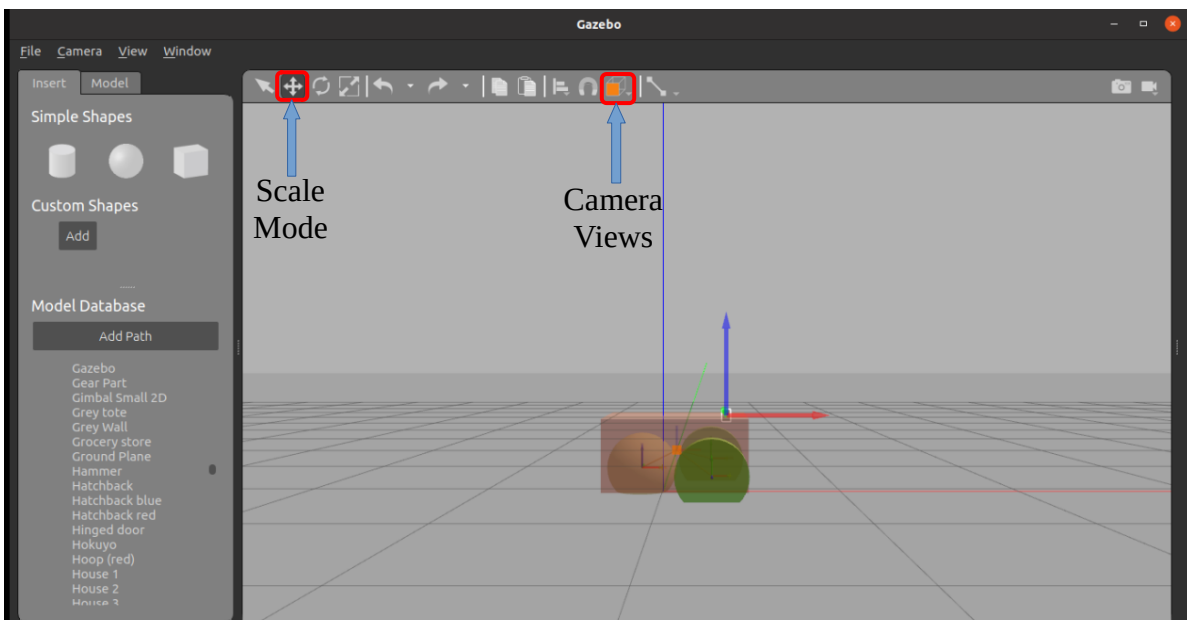 Gazebo
File Camera View Window
Insert Model
Simple Shapes
Custom Shapes
Add
Model Database
Add Path
Gazebo
Gear Part
Gimbal Small 2D
Grey tote
Grey Wall
Grocery store
Ground Plane
Hammer
Hatchback
Hatchback blue
Hatchback red
Hinged door
Hokuyo
Hoop (red)
House 1
House 2
House 3
Scale
Mode
Camera
Views